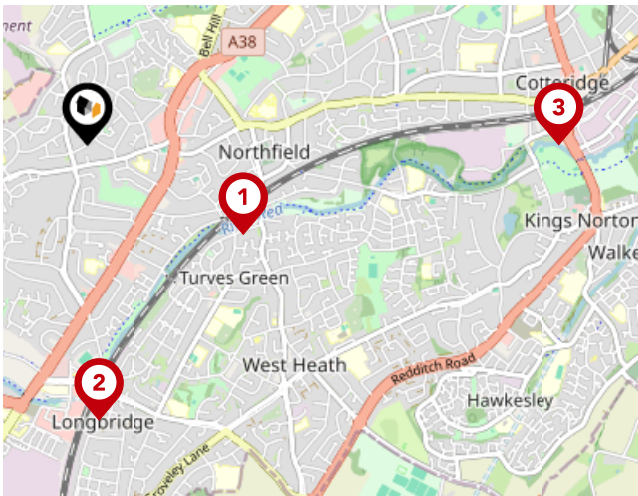 Bell Hill
A38
Cotteridge
3
Northfield
1
Kings Norton
Turves Green
West Heath
Redditch Road
2
Hawkesley
Longbridge
Groveley Lane